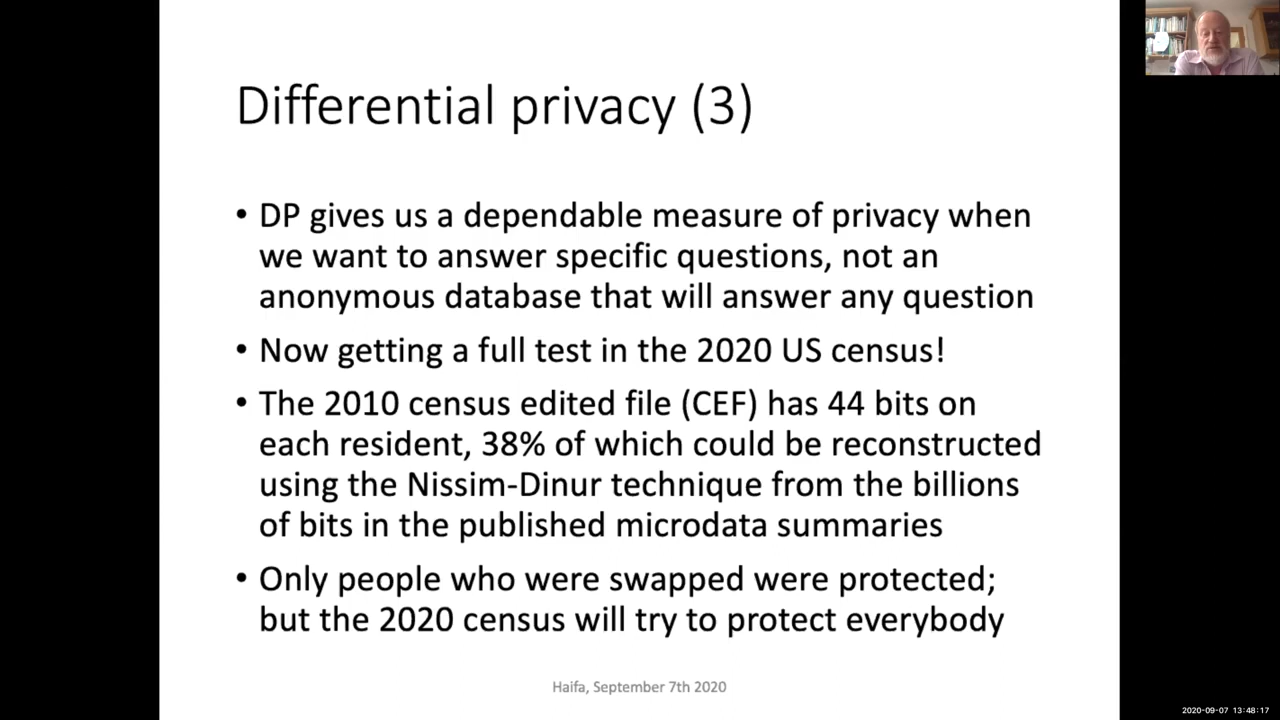 Differential privacy (3)
• DP gives us a dependable measure of privacy when
we want to answer specific questions, not an
anonymous database that will answer any question
• Now getting a full test in the 2020 US census!
• The 2010 census edited file (CEF) has 44 bits on
each resident, 38% of which could be reconstructed
using the Nissim-Dinur technique from the billions
of bits in the published microdata summaries
• Only people who were swapped were protected;
but the 2020 census will try to protect everybody
Haifa, September 7th 2020
2020-09-07 13:48:17